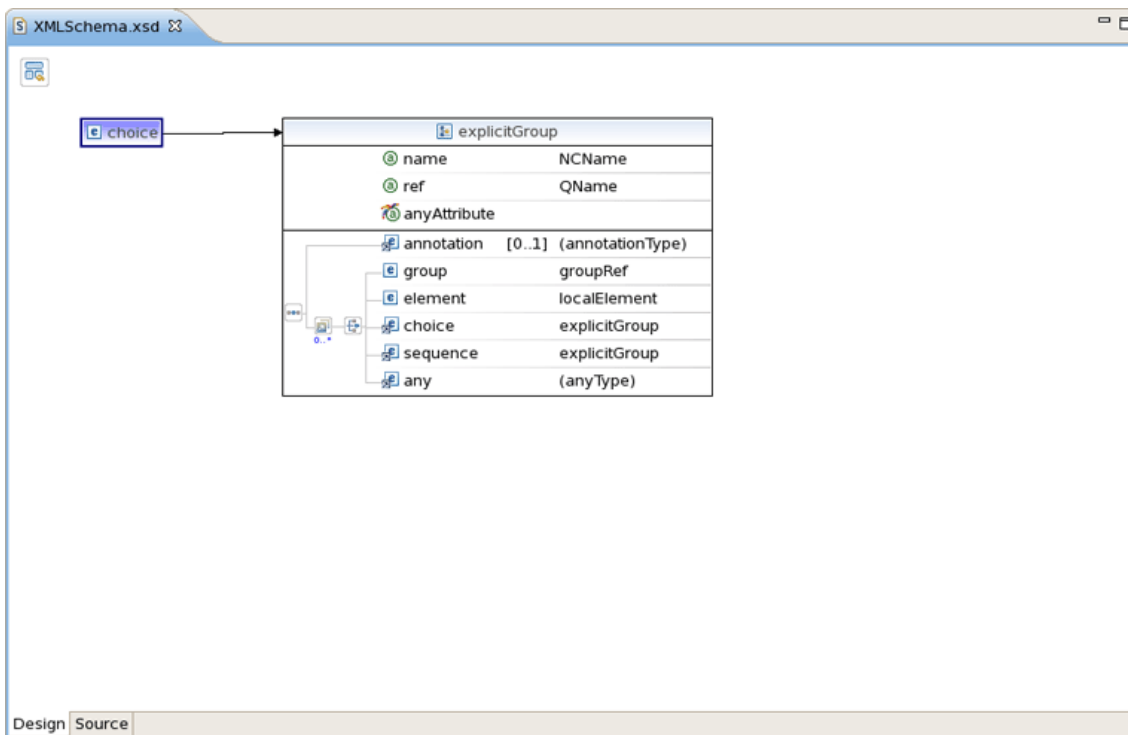 XMLSchema.xsd
choice
explicitGroup
name NCName
ref QName
anyAttribute
annotation [0..1] (annotationType)
group groupRef
element localElement
choice explicitGroup
0..*
sequence explicitGroup
any (anyType)
Design Source